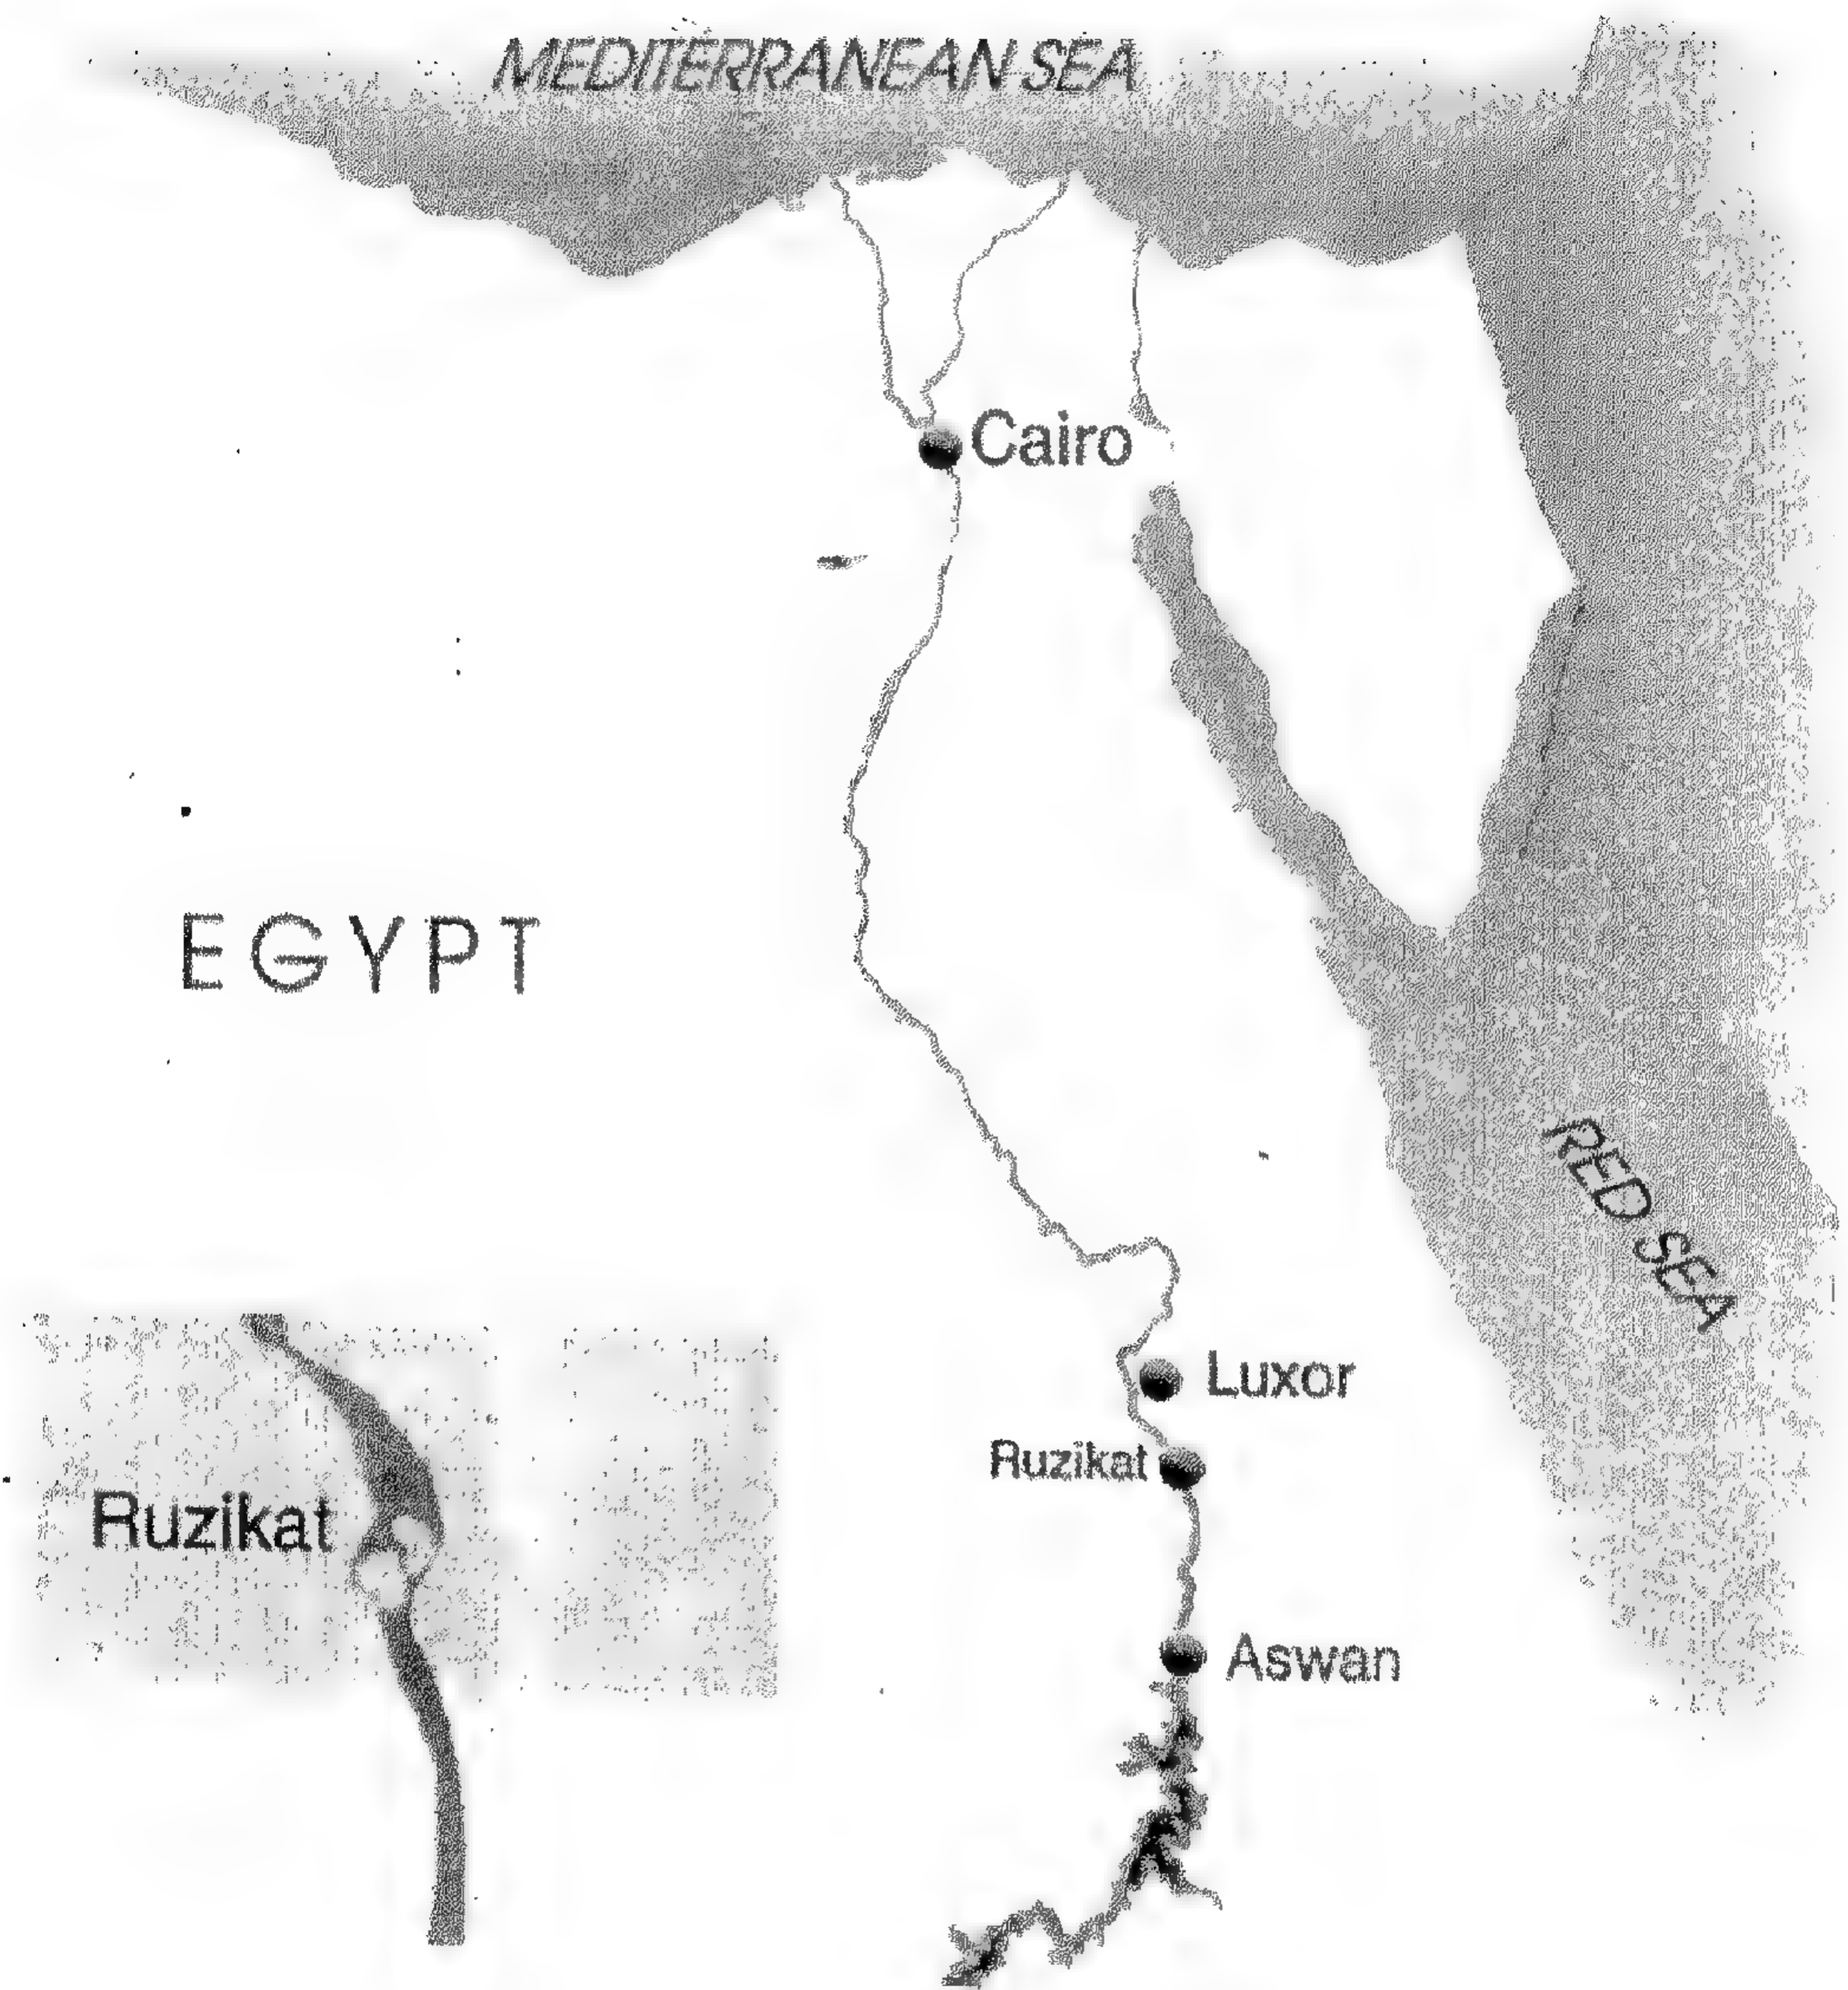 MEDITERRANEAN SEA
Cairo
EGYPT
RED SEA
Luxor
Ruzikat
Ruzikat
Aswan